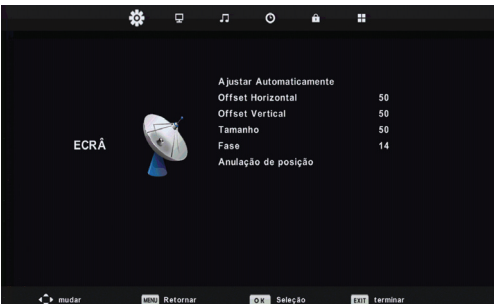 Ajustar Automaticamente
Offset Horizontal 50
Offset Vertical 50
Tamanho 50
ECRÂ
Fase 14
Anulação de posição
mudar MENU Retornar OK Seleção EXIT terminar